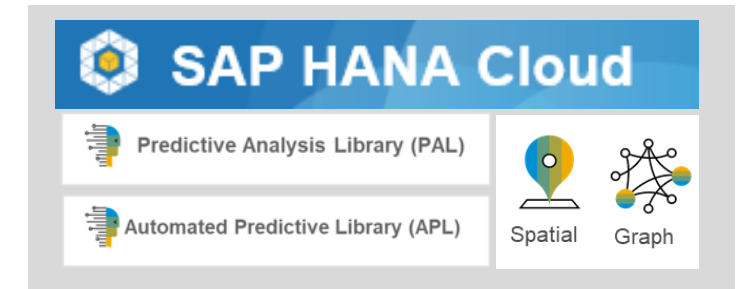 SAP HANA Cloud
Predictive Analysis Library (PAL)
Automated Predictive Library (APL)
Spatial
Graph